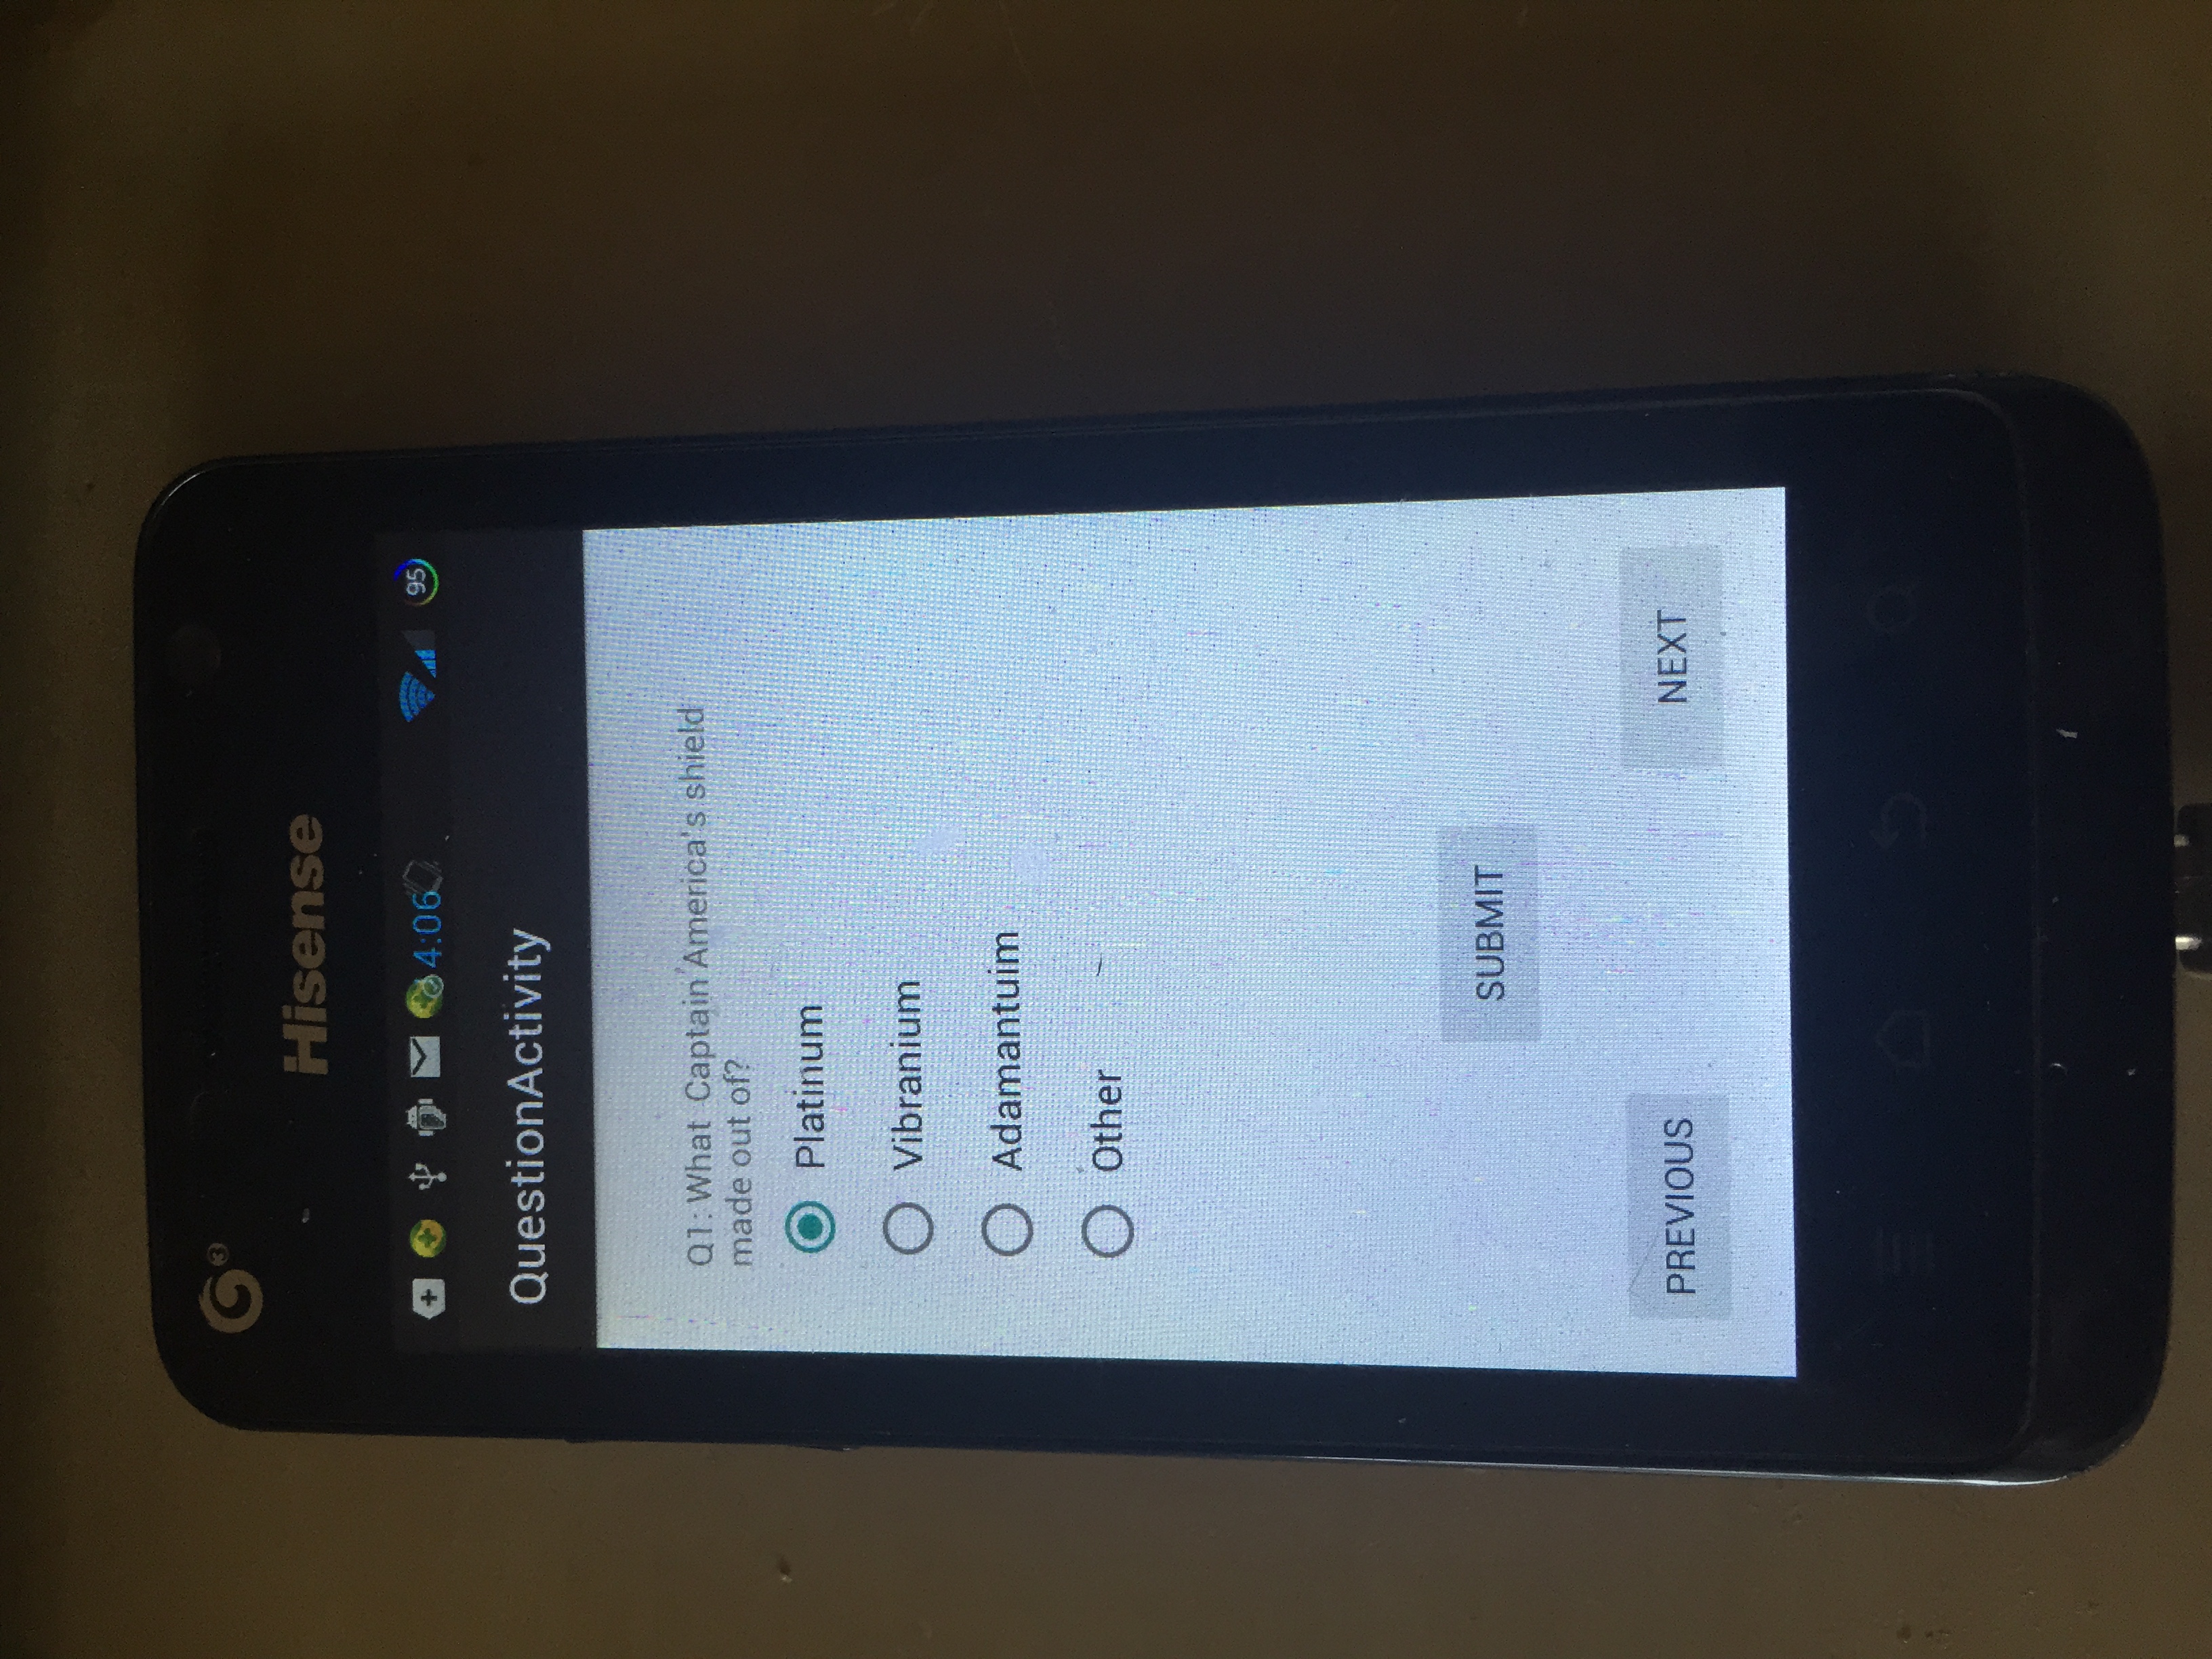 G3
Hisense
4:06
95
QuestionActivity
Q1: What Captain America's shield
made out of?
Platinum
Vibranium
Adamantuim
Other
SUBMIT
PREVIOUS
NEXT